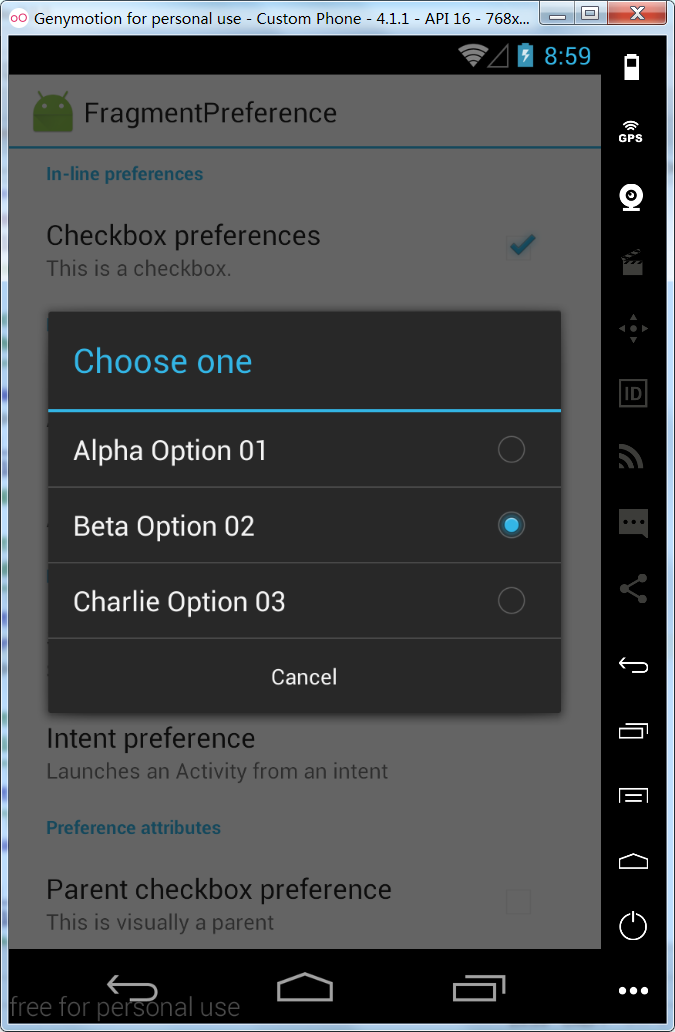 Genymotion for personal use - Custom Phone - 4.1.1 - API 16 - 768x...
8:59
GPS
FragmentPreference
In-line preferences
Checkbox preferences
This is a checkbox.
Choose one
Alpha Option 01
ID
Beta Option 02
Charlie Option 03
Cancel
Intent preference
Launches an Activity from an intent
Preference attributes
Parent checkbox preference
This is visually a parent
free for personal use